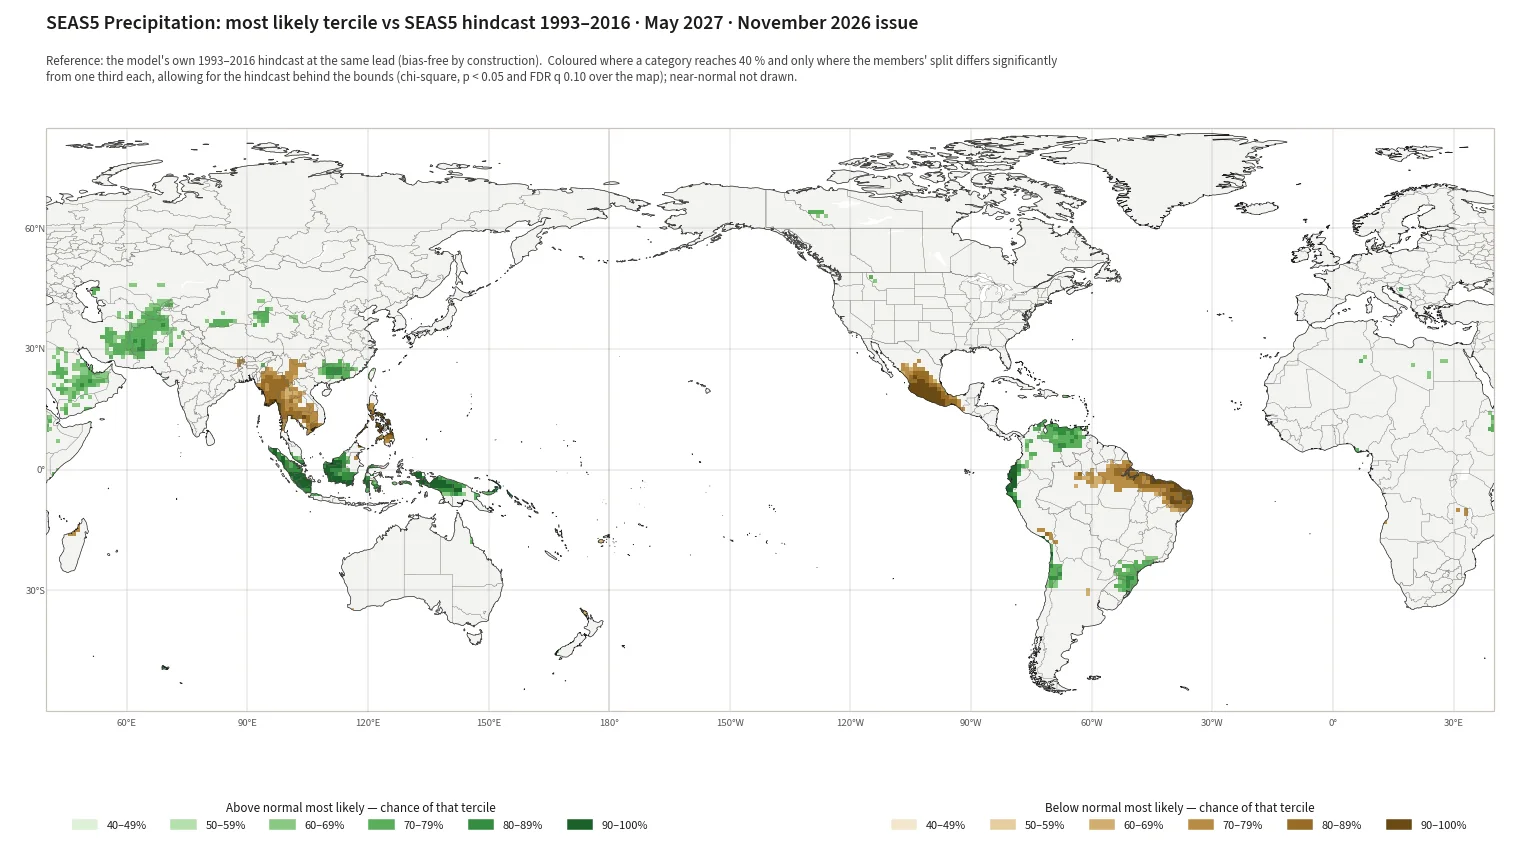 SEAS5 Precipitation: most likely tercile vs SEAS5 hindcast 1993–2016 · May 2027 · November 2026 issue
Reference: the model's own 1993–2016 hindcast at the same lead (bias-free by construction). Coloured where a category reaches 40 % and only where the members' split differs significantly
from one third each, allowing for the hindcast behind the bounds (chi-square, p < 0.05 and FDR q 0.10 over the map); near-normal not drawn.
60°N
30°N
0°
30°S
60°E 90°E 120°E 150°E 180° 150°W 120°W 90°W 60°W 30°W 0° 30°E
Above normal most likely — chance of that tercile
40–49% 50–59% 60–69% 70–79% 80–89% 90–100%
Below normal most likely — chance of that tercile
40–49% 50–59% 60–69% 70–79% 80–89% 90–100%